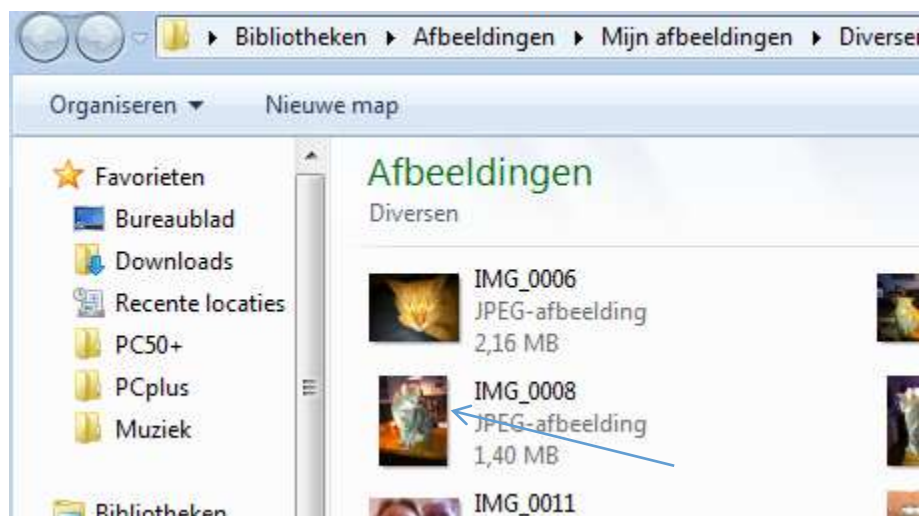 Bibliotheken Afbeeldingen Mijn afbeeldingen Diversen
Organiseren Nieuwe map
Favorieten
Bureaublad
Downloads
Recente locaties
PC50+
PCplus
Muziek
Bibliotheken
Afbeeldingen
Diversen
IMG_0006
JPEG-afbeelding
2,16 MB
IMG_0008
JPEG-afbeelding
1,40 MB
IMG_0011